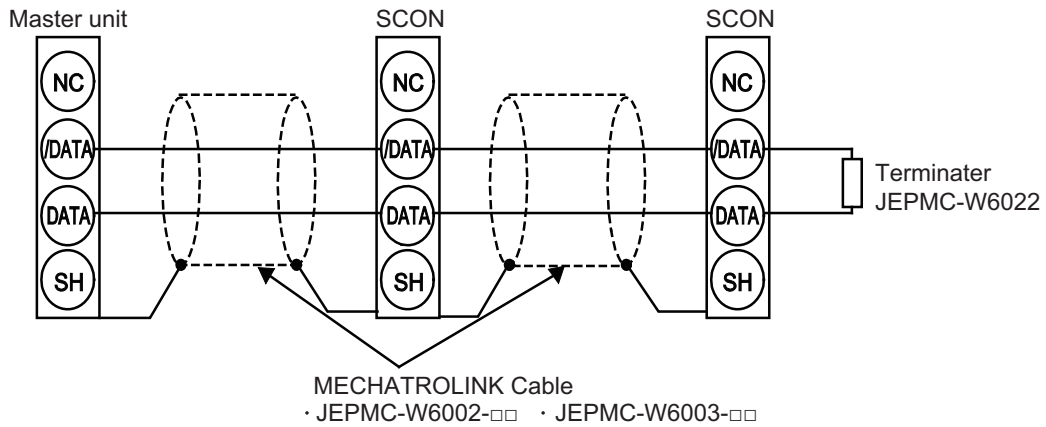 Master unit
SCON
SCON
NC
NC
NC
/DATA
/DATA
/DATA
Terminater
JEPMC-W6022
DATA
DATA
DATA
SH
SH
SH
MECHATROLINK Cable
・JEPMC-W6002-□□ ・JEPMC-W6003-□□